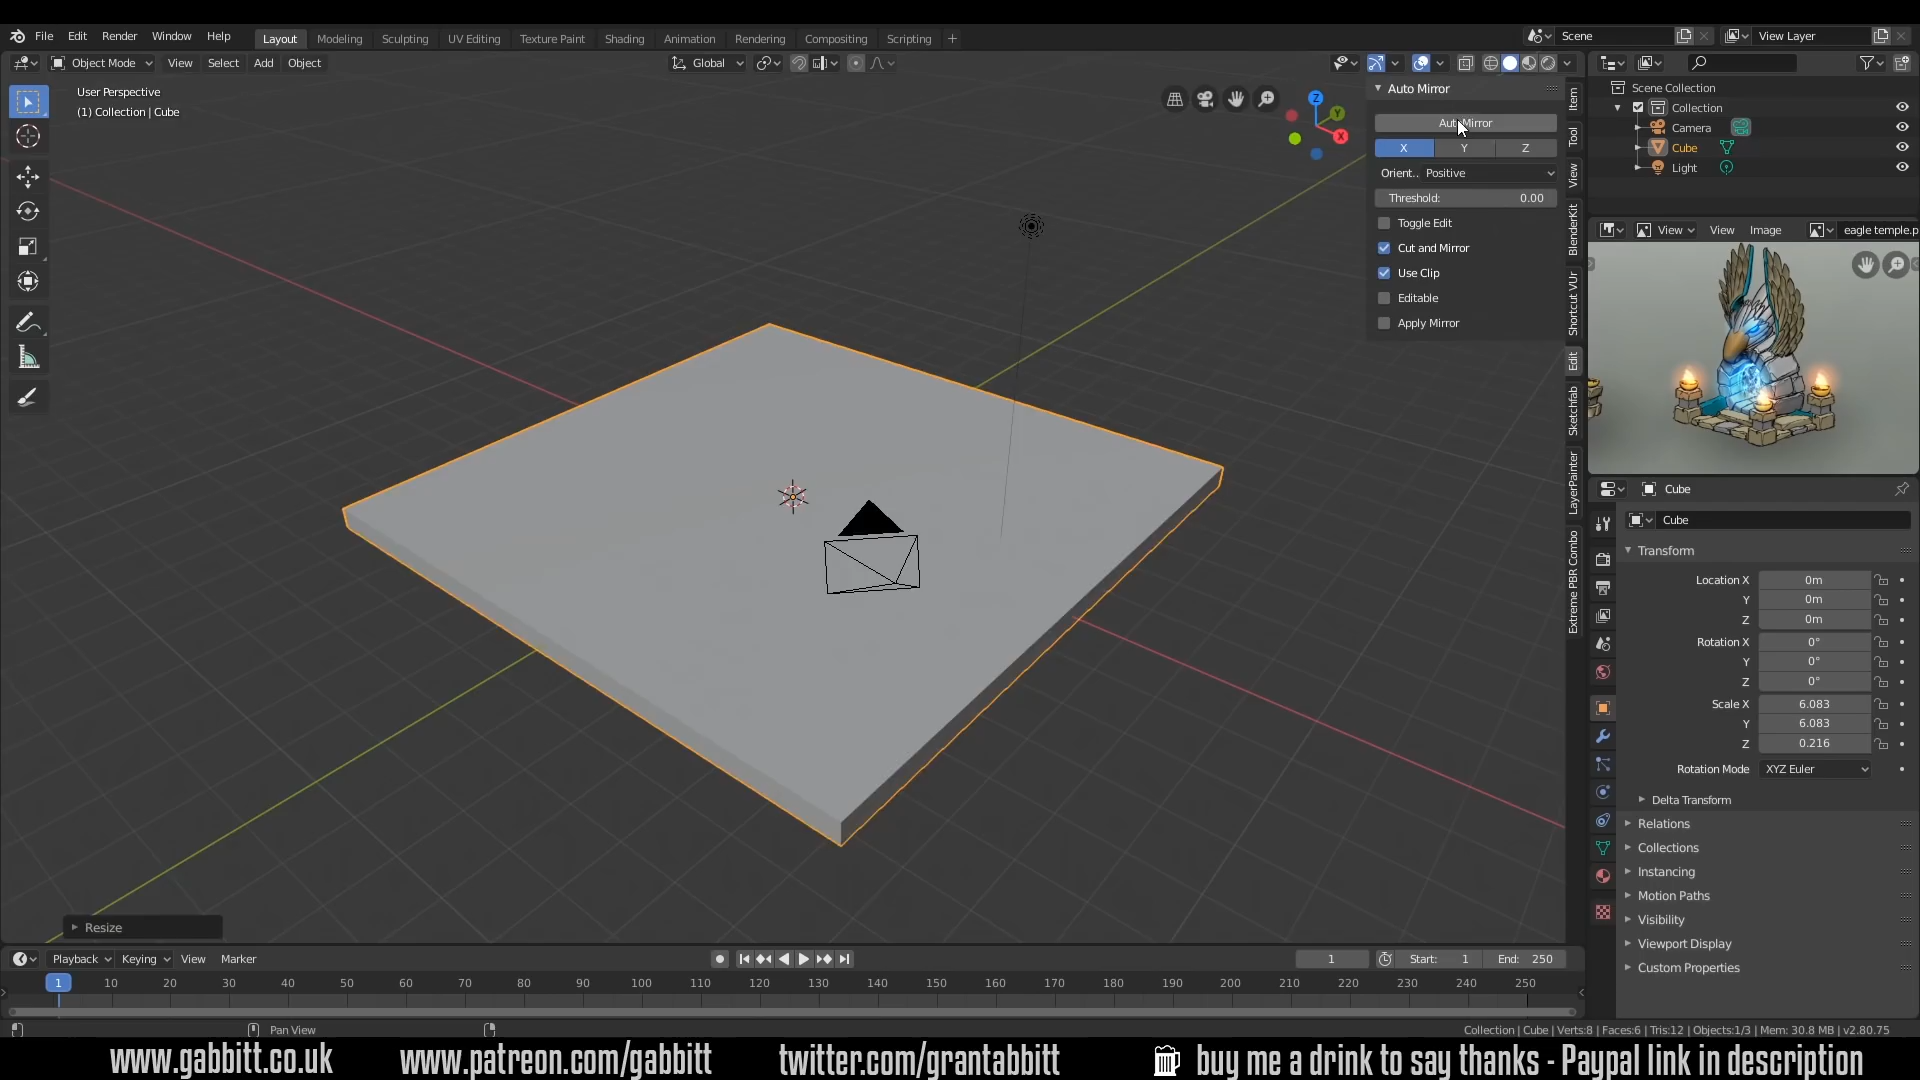 File Edit Render Window Help
Layout Modeling Sculpting UV Editing Texture Paint Shading Animation Rendering Compositing Scripting +
Scene
View Layer
Object Mode View Select Add Object
Global
User Perspective
(1) Collection | Cube
Z
Y
X
Auto Mirror
X Y Z
Orient.. Positive
Threshold: 0.00
Toggle Edit
Cut and Mirror
Use Clip
Editable
Apply Mirror
Item
Tool
View
BlenderKit
Shortcut VUr
Edit
Sketchfab
LayerPainter
Extreme PBR Combo
Scene Collection
Collection
Camera
Cube
Light
View View Image eagle temple.p
Cube
Cube
Transform
Location X 0m
Y 0m
Z 0m
Rotation X 0°
Y 0°
Z 0°
Scale X 6.083
Y 6.083
Z 0.216
Rotation Mode XYZ Euler
Delta Transform
Relations
Collections
Instancing
Motion Paths
Visibility
Viewport Display
Custom Properties
Resize
Playback Keying View Marker
1 Start: 1 End: 250
1 10 20 30 40 50 60 70 80 90 100 110 120 130 140 150 160 170 180 190 200 210 220 230 240 250
Pan View
Collection | Cube | Verts:8 | Faces:6 | Tris:12 | Objects:1/3 | Mem: 30.8 MB | v2.80.75
www.gabbitt.co.uk www.patreon.com/gabbitt twitter.com/grantabbitt buy me a drink to say thanks - Paypal link in description